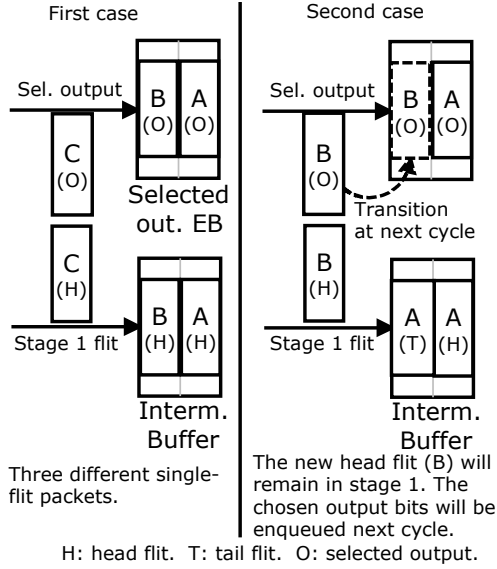 First case
Sel. output
B
(O)
A
(O)
C
(O)
Selected
out. EB
C
(H)
B
(H)
A
(H)
Stage 1 flit
Interm.
Buffer
Three different single-
flit packets.
Second case
Sel. output
B
(O)
A
(O)
B
(O)
Transition
at next cycle
B
(H)
A
(T)
A
(H)
Stage 1 flit
Interm.
Buffer
The new head flit (B) will
remain in stage 1. The
chosen output bits will be
enqueued next cycle.
H: head flit. T: tail flit. O: selected output.